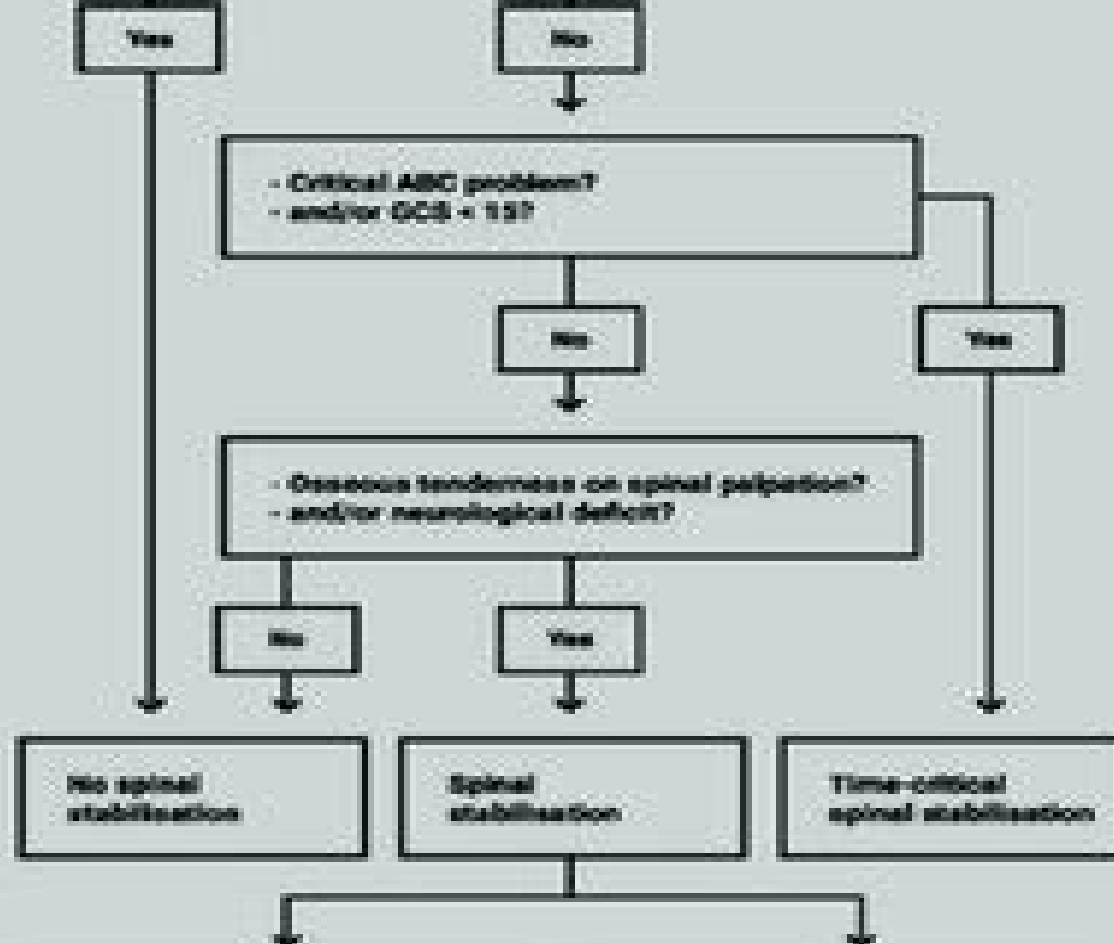 Yes
No
- Critical ABC problem?
- and/or GCS < 15?
No
Yes
- Osseous tenderness on spinal palpation?
- and/or neurological deficit?
No
Yes
No spinal
stabilisation
Spinal
stabilisation
Time-critical
spinal stabilisation